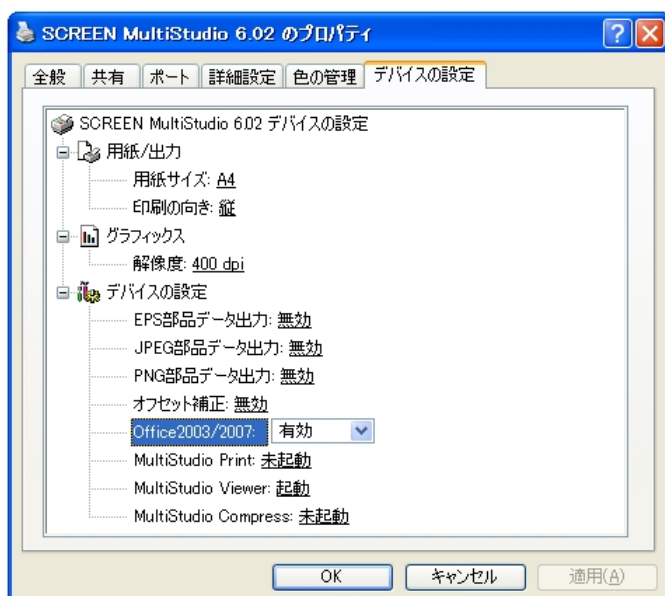 SCREEN MultiStudio 6.02 のプロパティ
全般 共有 ポート 詳細設定 色の管理 デバイスの設定
SCREEN MultiStudio 6.02 デバイスの設定
用紙/出力
用紙サイズ: A4
印刷の向き: 縦
グラフィックス
解像度: 400 dpi
デバイスの設定
EPS部品データ出力: 無効
JPEG部品データ出力: 無効
PNG部品データ出力: 無効
オフセット補正: 無効
Office2003/2007: 有効
MultiStudio Print: 未起動
MultiStudio Viewer: 起動
MultiStudio Compress: 未起動
OK キャンセル 適用(A)